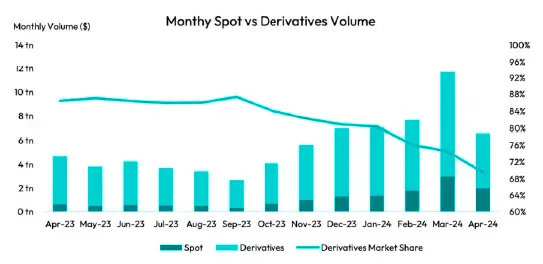 Monthy Spot vs Derivatives Volume
Monthly Volume ($)
14 tn
12 tn
10 tn
8 tn
6 tn
4 tn
2 tn
0 tn
100%
96%
92%
88%
84%
80%
76%
72%
68%
64%
60%
Apr-23 May-23 Jun-23 Jul-23 Aug-23 Sep-23 Oct-23 Nov-23 Dec-23 Jan-24 Feb-24 Mar-24 Apr-24
Spot Derivatives Derivatives Market Share